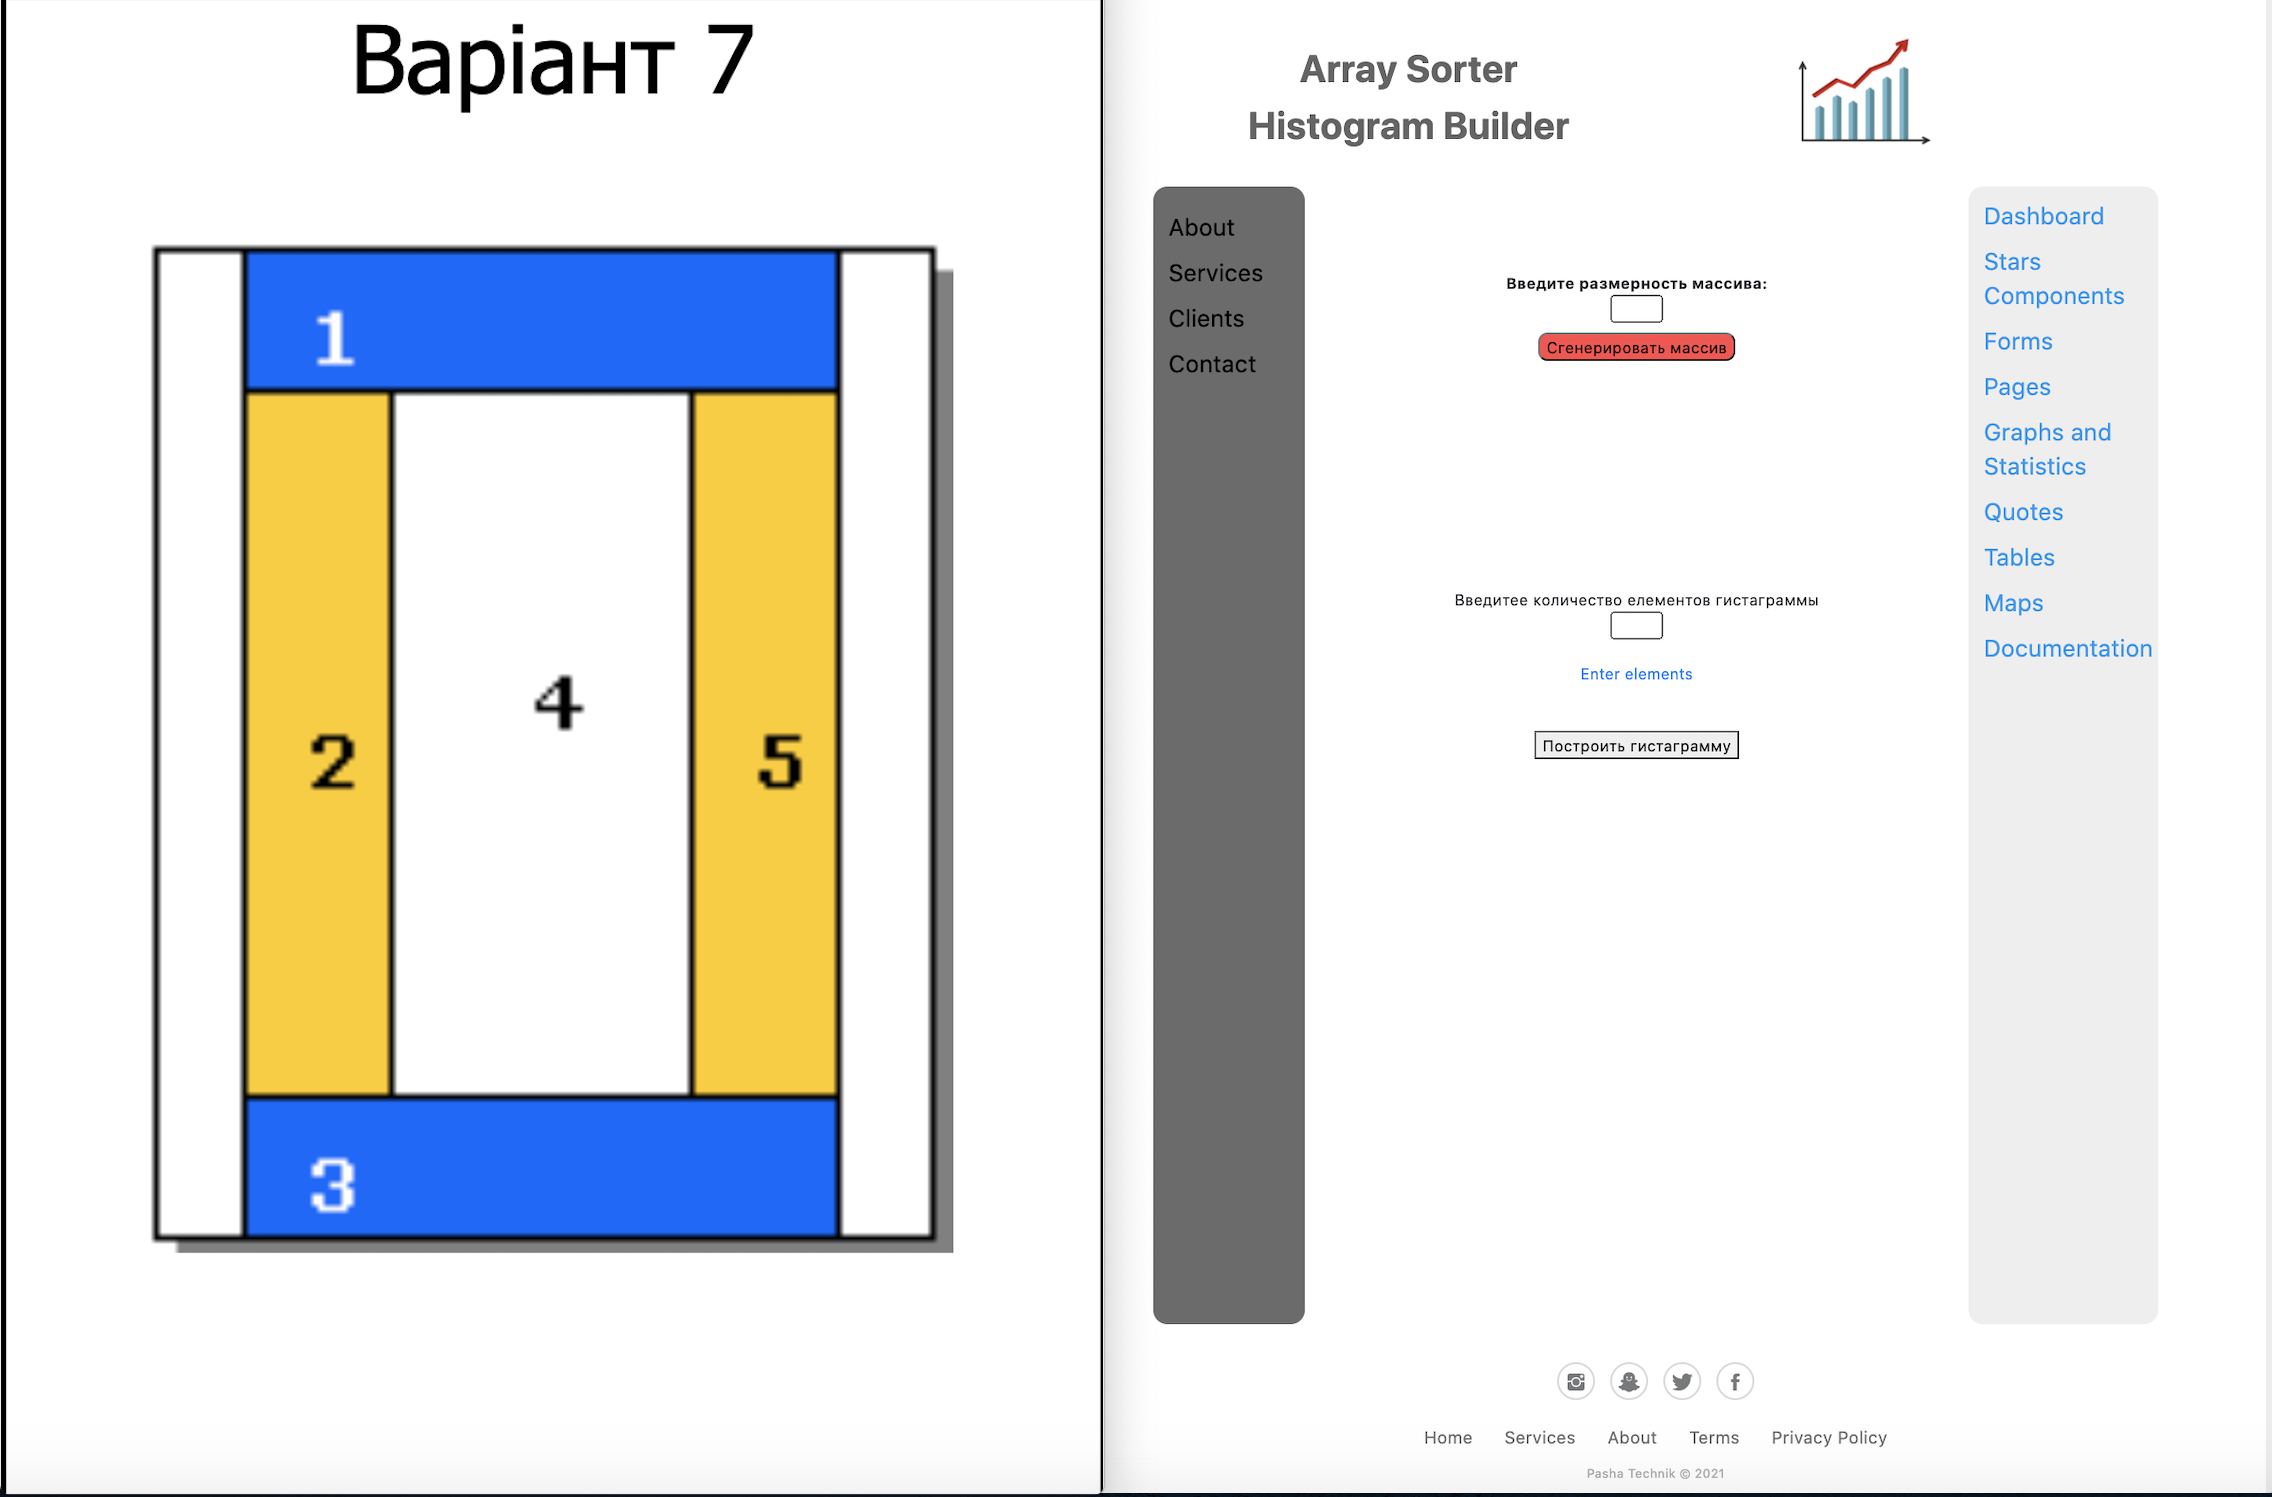 Варіант 7
1
2
4
5
3
Array Sorter
Histogram Builder
About
Services
Clients
Contact
Введите размерность массива:
Сгенерировать массив
Введитее количество елементов гистаграммы
Enter elements
Построить гистаграмму
Dashboard
Stars
Components
Forms
Pages
Graphs and
Statistics
Quotes
Tables
Maps
Documentation
Home Services About Terms Privacy Policy
Pasha Technik © 2021